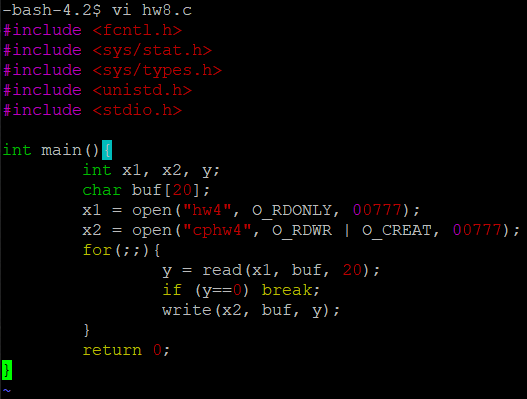 -bash-4.2$ vi hw8.c
#include <fcntl.h>
#include <sys/stat.h>
#include <sys/types.h>
#include <unistd.h>
#include <stdio.h>

int main(){
        int x1, x2, y;
        char buf[20];
        x1 = open("hw4", O_RDONLY, 00777);
        x2 = open("cphw4", O_RDWR | O_CREAT, 00777);
        for(;;){
                y = read(x1, buf, 20);
                if (y==0) break;
                write(x2, buf, y);
        }
        return 0;
}
~